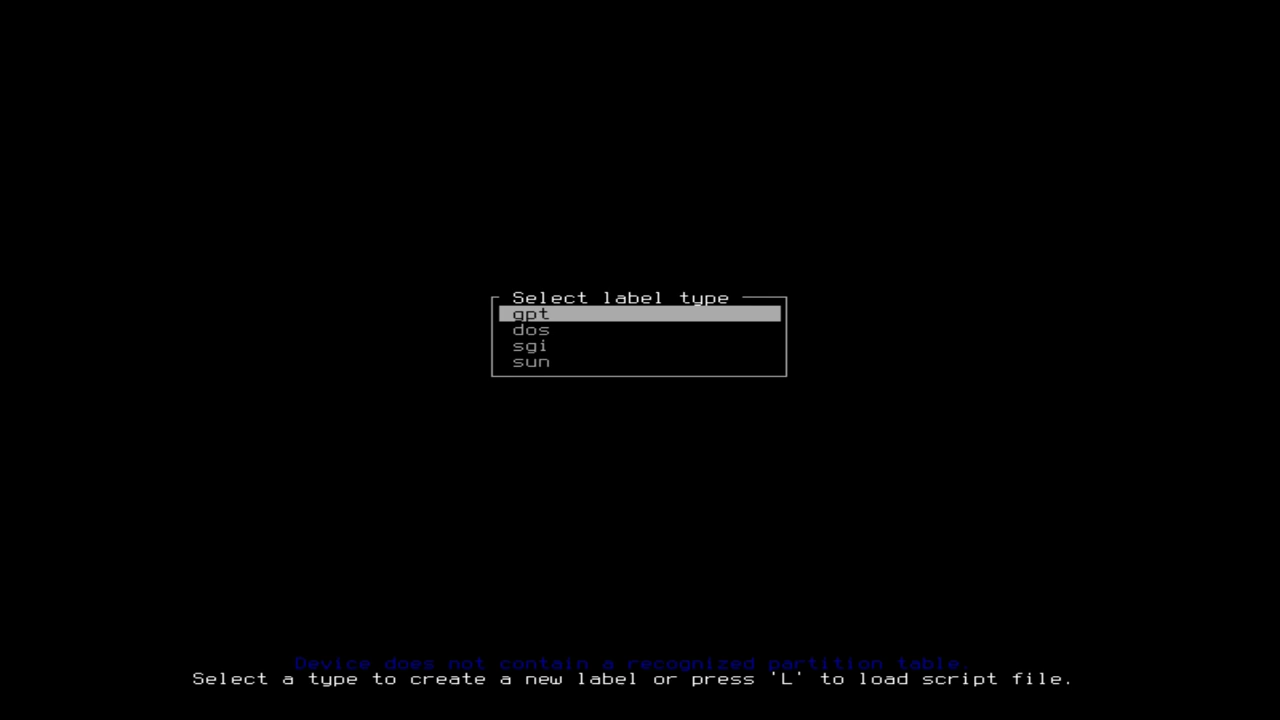 Select label type
gpt
dos
sgi
sun
Device does not contain a recognized partition table.
Select a type to create a new label or press 'L' to load script file.